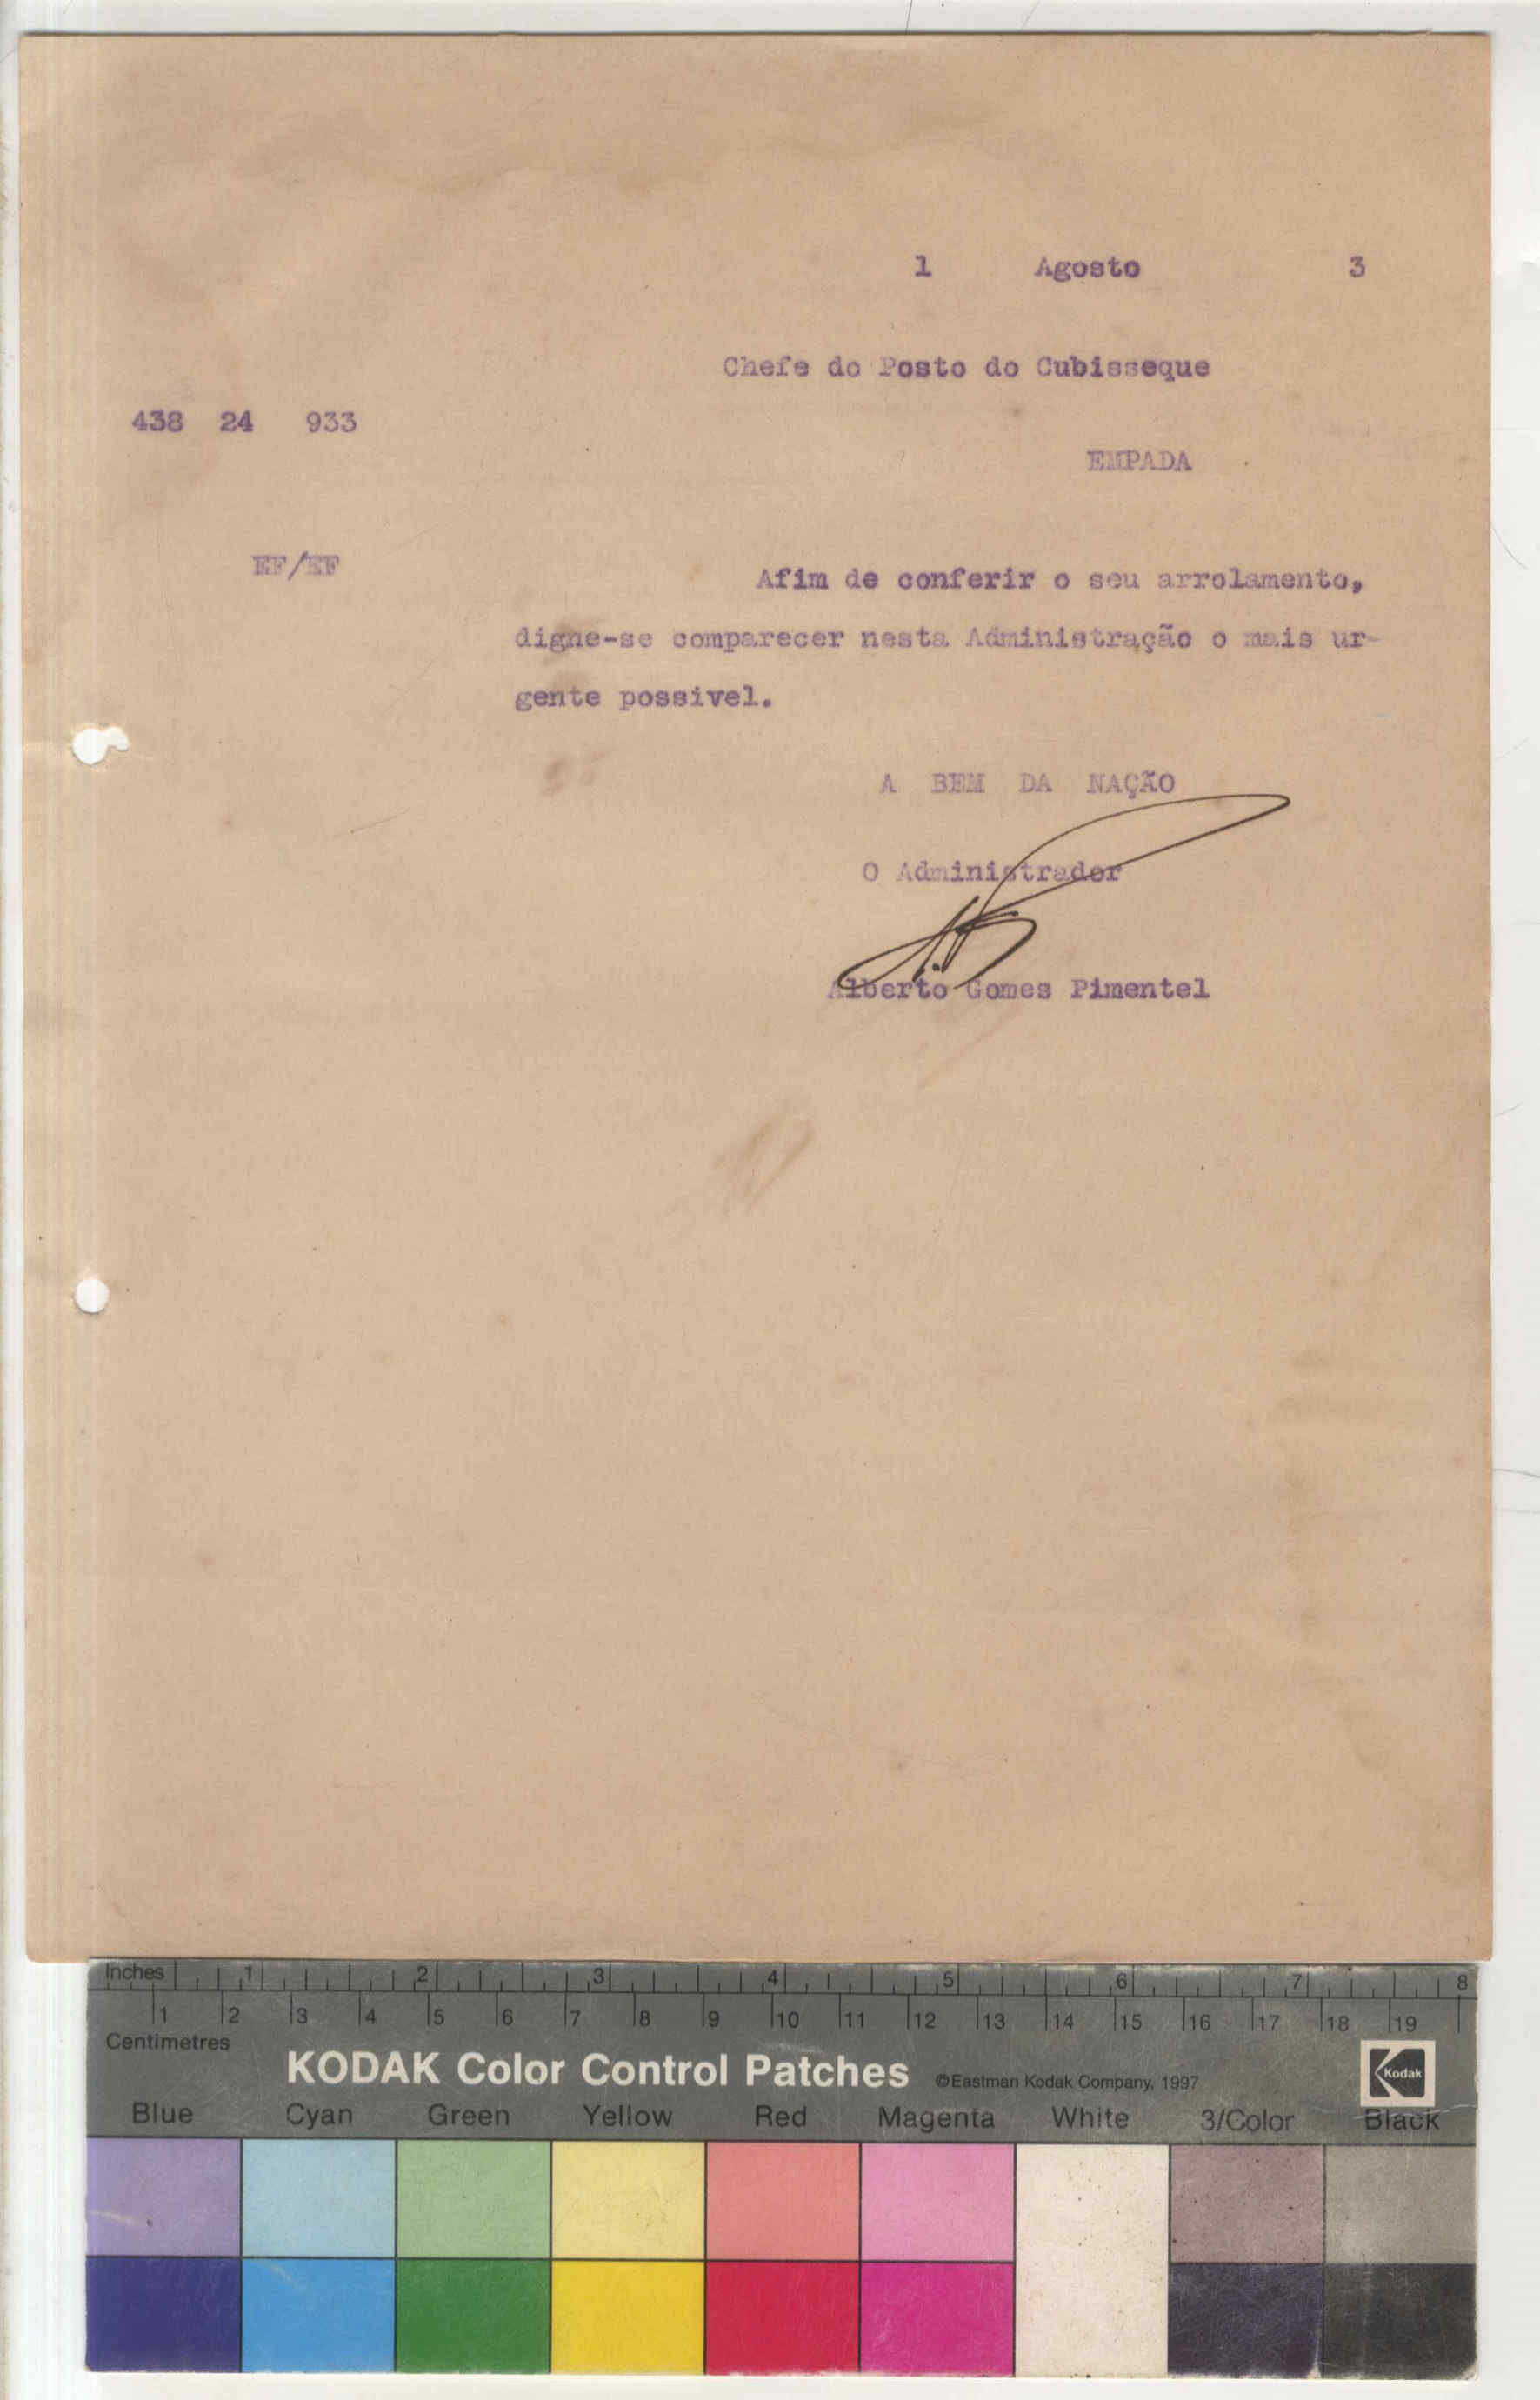 1 Agosto 3
Chefe do Posto do Cubisseque
438 24 933
EMPADA
EF/EF
Afim de conferir o seu arrolamento,
digne-se comparecer nesta Administração o mais ur-
gente possivel.
A BEM DA NAÇÃO
O Administrador
Alberto Gomes Pimentel
Inches 1 2 3 4 5 6 7 8
1 2 3 4 5 6 7 8 9 10 11 12 13 14 15 16 17 18 19
Centimetres
KODAK Color Control Patches ©Eastman Kodak Company, 1997 Kodak
Blue Cyan Green Yellow Red Magenta White 3/Color Black